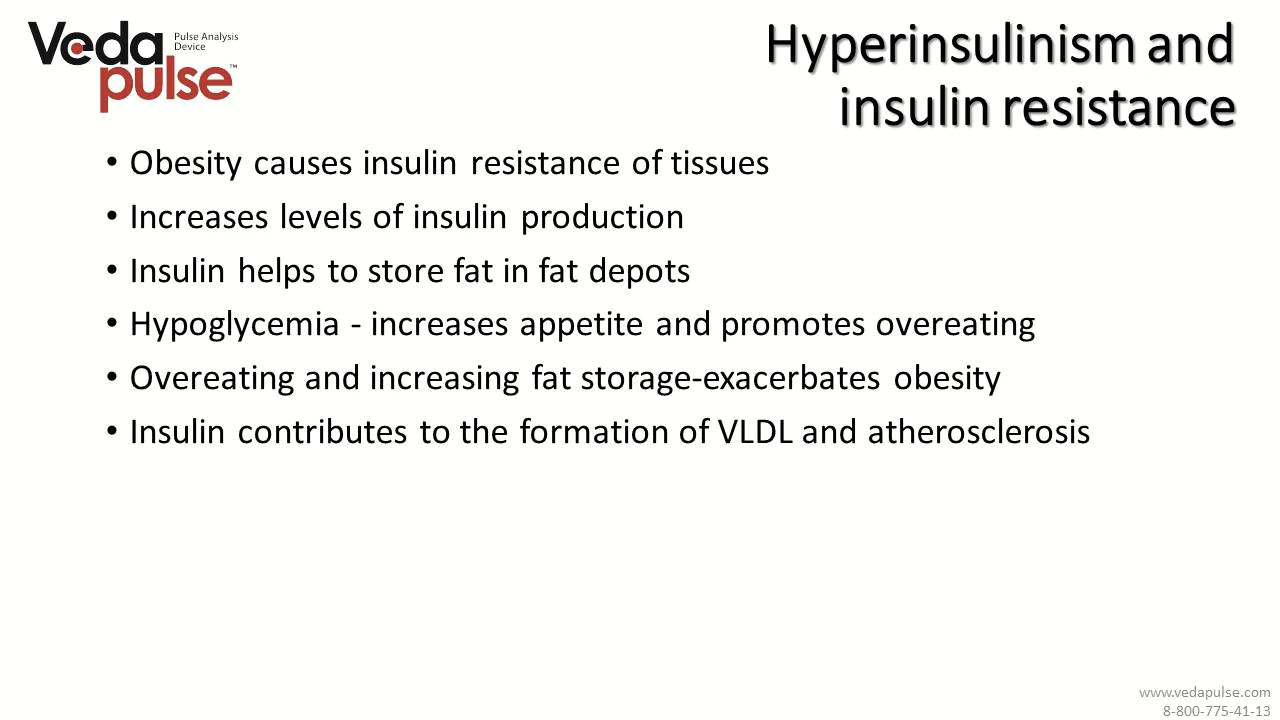 Veda
pulse™
Pulse Analysis
Device
Hyperinsulinism and
insulin resistance
• Obesity causes insulin resistance of tissues
• Increases levels of insulin production
• Insulin helps to store fat in fat depots
• Hypoglycemia - increases appetite and promotes overeating
• Overeating and increasing fat storage-exacerbates obesity
• Insulin contributes to the formation of VLDL and atherosclerosis
www.vedapulse.com
8-800-775-41-13